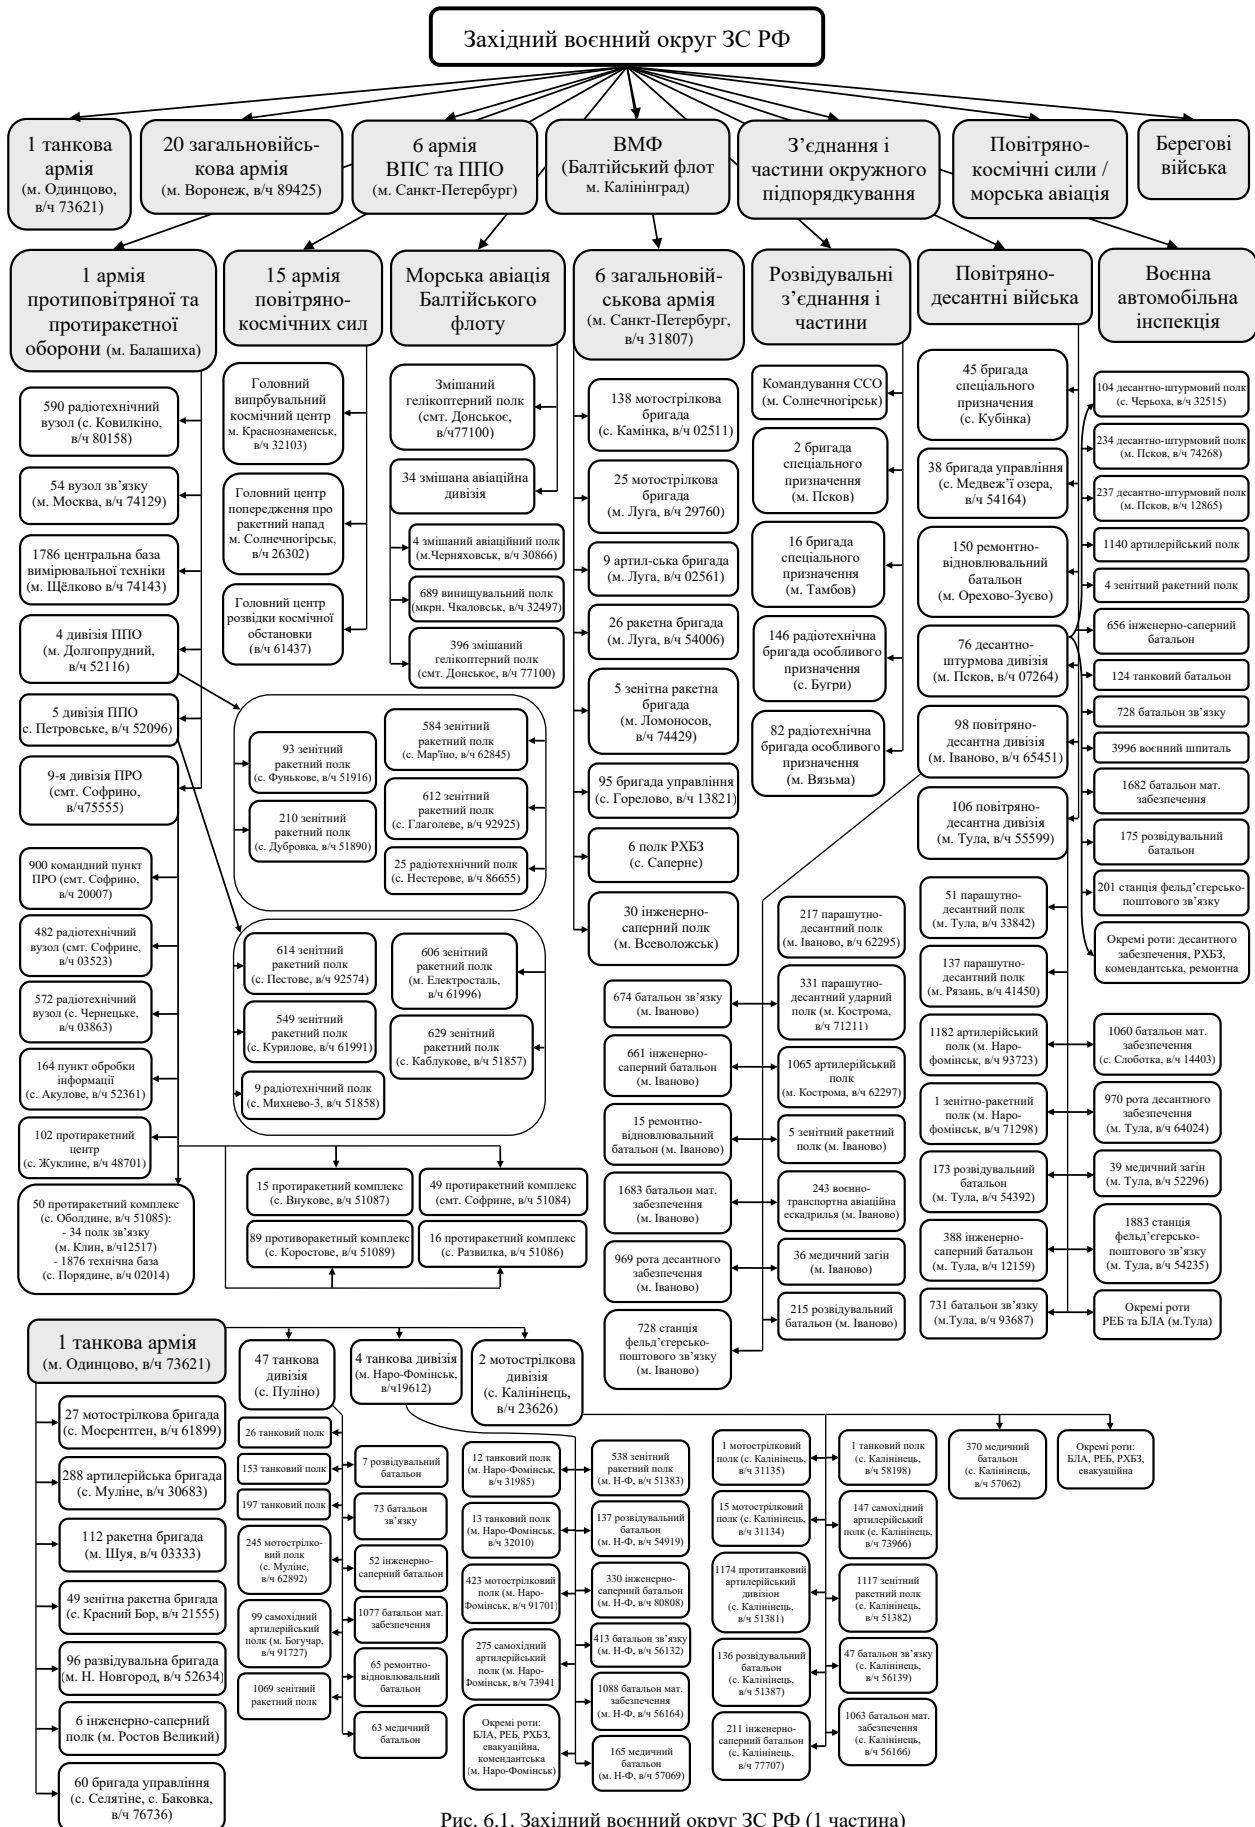 Західний воєнний округ ЗС РФ
1 танкова
армія
(м. Одинцово,
в/ч 73621)
20 загальновійсь-
кова армія
(м. Воронеж, в/ч 89425)
6 армія
ВПС та ППО
(м. Санкт-Петербург)
ВМФ
(Балтійський флот
м. Калінінград)
З’єднання і
частини окружного
підпорядкування
Повітряно-
космічні сили /
морська авіація
Берегові
війська
1 армія
протиповітряної та
протиракетної
оборони (м. Балашиха)
15 армія
повітряно-
космічних сил
Морська авіація
Балтійського
флоту
6 загальновій-
ськова армія
(м. Санкт-Петербург,
в/ч 31807)
Розвідувальні
з’єднання і
частини
Повітряно-
десантні війська
Воєнна
автомобільна
інспекція
590 радіотехнічний
вузол (с. Ковилкіно,
в/ч 80158)
54 вузол зв’язку
(м. Москва, в/ч 74129)
1786 центральна база
вимірювальної техніки
(м. Щёлково в/ч 74143)
4 дивізія ППО
(м. Долгопрудний,
в/ч 52116)
5 дивізія ППО
с. Петровське, в/ч 52096)
9-я дивізія ПРО
(смт. Софрино,
в/ч75555)
900 командний пункт
ПРО (смт. Софрино,
в/ч 20007)
482 радіотехнічний
вузол (смт. Софрине,
в/ч 03523)
572 радіотехнічний
вузол (с. Чернецьке,
в/ч 03863)
164 пункт обробки
інформації
(с. Акулове, в/ч 52361)
102 протиракетний
центр
(с. Жуклине, в/ч 48701)
50 протиракетний комплекс
(с. Оболдине, в/ч 51085):
- 34 полк зв’язку
(м. Клин, в/ч12517)
- 1876 технічна база
(с. Порядине, в/ч 02014)
Головний
випрбувальний
космічний центр
м. Краснознаменськ,
в/ч 32103)
Головний центр
попередження про
ракетний напад
м. Солнечногірськ,
в/ч 26302)
Головний центр
розвідки космічної
обстановки
(в/ч 61437)
Змішаний
гелікоптерний полк
(смт. Донськоє,
в/ч77100)
34 змішана авіаційна
дивізія
4 змішаний авіаційний полк
(м.Черняховськ, в/ч 30866)
689 винищувальний полк
(мкрн. Чкаловськ, в/ч 32497)
396 змішаний
гелікоптерний полк
(смт. Донськоє, в/ч 77100)
93 зенітний
ракетний полк
(с. Фунькове, в/ч 51916)
210 зенітний
ракетний полк
(с. Дубровка, в/ч 51890)
584 зенітний
ракетний полк
(с. Мар'їно, в/ч 62845)
612 зенітний
ракетний полк
(с. Глаголеве, в/ч 92925)
25 радіотехнічний полк
(с. Нестерове, в/ч 86655)
614 зенітний
ракетний полк
(с. Пестове, в/ч 92574)
549 зенітний
ракетний полк
(с. Курилове, в/ч 61991)
9 радіотехнічний полк
(с. Михнево-3, в/ч 51858)
606 зенітний
ракетний полк
(м. Електросталь,
в/ч 61996)
629 зенітний
ракетний полк
(с. Каблукове, в/ч 51857)
15 протиракетний комплекс
(с. Внукове, в/ч 51087)
49 протиракетний комплекс
(смт. Софрине, в/ч 51084)
89 противоракетный комплекс
(с. Коростове, в/ч 51089)
16 протиракетний комплекс
(с. Развилка, в/ч 51086)
138 мотострілкова
бригада
(с. Камінка, в/ч 02511)
25 мотострілкова
бригада
(м. Луга, в/ч 29760)
9 артил-ська бригада
(м. Луга, в/ч 02561)
26 ракетна бригада
(м. Луга, в/ч 54006)
5 зенітна ракетна
бригада
(м. Ломоносов,
в/ч 74429)
95 бригада управління
(с. Горелово, в/ч 13821)
6 полк РХБЗ
(с. Саперне)
30 інженерно-
саперний полк
(м. Всеволожськ)
Командування ССО
(м. Солнечногірськ)
2 бригада
спеціального
призначення
(м. Псков)
16 бригада
спеціального
призначення
(м. Тамбов)
146 радіотехнічна
бригада особливого
призначення
(с. Бугри)
82 радіотехнічна
бригада особливого
призначення
(м. Вязьма)
45 бригада
спеціального
призначення
(с. Кубінка)
38 бригада управління
(с. Медвеж’ї озера,
в/ч 54164)
150 ремонтно-
відновлювальний
батальон
(м. Орехово-Зуєво)
76 десантно-
штурмова дивізія
(м. Псков, в/ч 07264)
98 повітряно-
десантна дивізія
(м. Іваново, в/ч 65451)
106 повітряно-
десантна дивізія
(м. Тула, в/ч 55599)
104 десантно-штурмовий полк
(с. Черьоха, в/ч 32515)
234 десантно-штурмовий полк
(м. Псков, в/ч 74268)
237 десантно-штурмовий полк
(м. Псков, в/ч 12865)
1140 артилерійський полк
4 зенітний ракетний полк
656 інженерно-саперний
батальон
124 танковий батальон
728 батальон зв’язку
3996 воєнний шпиталь
1682 батальон мат.
забезпечення
175 розвідувальний
батальон
201 станція фельд’єгерсько-
поштового зв’язку
Окремі роти: десантного
забезпечення, РХБЗ,
комендантська, ремонтна
674 батальон зв’язку
(м. Іваново)
661 інженерно-
саперний батальон
(м. Іваново)
15 ремонтно-
відновлювальний
батальон (м. Іваново)
1683 батальон мат.
забезпечення
(м. Іваново)
969 рота десантного
забезпечення
(м. Іваново)
728 станція
фельд’єгерсько-
поштового зв’язку
(м. Іваново)
217 парашутно-
десантний полк
(м. Іваново, в/ч 62295)
331 парашутно-
десантний ударний
полк (м. Кострома,
в/ч 71211)
1065 артилерійський
полк
(м. Кострома, в/ч 62297)
5 зенітний ракетний
полк (м. Іваново)
243 воєнно-
транспортна авіаційна
ескадрилья (м. Іваново)
36 медичний загін
(м. Іваново)
215 розвідувальний
батальон (м. Іваново)
51 парашутно-
десантний полк
(м. Тула, в/ч 33842)
137 парашутно-
десантний полк
(м. Рязань, в/ч 41450)
1182 артилерійський
полк (м. Наро-
фомінськ, в/ч 93723)
1 зенітно-ракетний
полк (м. Наро-
фомінськ, в/ч 71298)
173 розвідувальний
батальон
(м. Тула, в/ч 54392)
388 інженерно-
саперний батальон
(м. Тула, в/ч 12159)
731 батальон зв’язку
(м.Тула, в/ч 93687)
1060 батальон мат.
забезпечення
(с. Слоботка, в/ч 14403)
970 рота десантного
забезпечення
(м. Тула, в/ч 64024)
39 медичний загін
(м. Тула, в/ч 52296)
1883 станція
фельд’єгерсько-
поштового зв’язку
(м. Тула, в/ч 54235)
Окремі роти
РЕБ та БЛА (м.Тула)
1 танкова армія
(м. Одинцово, в/ч 73621)
27 мотострілкова бригада
(с. Мосрентген, в/ч 61899)
288 артилерійська бригада
(с. Муліне, в/ч 30683)
112 ракетна бригада
(м. Шуя, в/ч 03333)
49 зенітна ракетна бригада
(с. Красний Бор, в/ч 21555)
96 развідувальна бригада
(м. Н. Новгород, в/ч 52634)
6 інженерно-саперний
полк (м. Ростов Великий)
60 бригада управління
(с. Селятіне, с. Баковка,
в/ч 76736)
47 танкова
дивізія
(с. Пуліно)
4 танкова дивізія
(м. Наро-Фомінськ,
в/ч19612)
2 мотострілкова
дивізія
(с. Калінінець,
в/ч 23626)
26 танковий полк
153 танковий полк
197 танковий полк
245 мотострілко-
вий полк
(с. Муліне,
в/ч 62892)
99 самохідний
артилерійський
полк (м. Богучар,
в/ч 91727)
1069 зенітний
ракетний полк
7 розвідувальний
батальон
73 батальон
зв’язку
52 інженерно-
саперний батальон
1077 батальон мат.
забезпечення
65 ремонтно-
відновлювальний
батальон
63 медичний
батальон
12 танковий полк
(м. Наро-Фомінськ,
в/ч 31985)
13 танковий полк
(м. Наро-Фомінськ,
в/ч 32010)
423 мотострілковий
полк (м. Наро-
Фомінськ, в/ч 91701)
275 самохідний
артилерійський
полк (м. Наро-
Фомінськ, в/ч 73941
Окремі роти:
БЛА, РЕБ, РХБЗ,
евакуаційна,
комендантська
(м. Наро-Фомінськ)
538 зенітний
ракетний полк
(м. Н-Ф, в/ч 51383)
137 розвідувальний
батальон
(м. Н-Ф, в/ч 54919)
330 інженерно-
саперний батальон
(м. Н-Ф, в/ч 80808)
413 батальон зв’язку
(м. Н-Ф, в/ч 56132)
1088 батальон мат.
забезпечення
(м. Н-Ф, в/ч 56164)
165 медичний
батальон
(м. Н-Ф, в/ч 57069)
1 мотострілковий
полк (с. Калінінець,
в/ч 31135)
15 мотострілковий
полк (с. Калінінець,
в/ч 31134)
1174 протитанковий
артилерійський
дивізіон
(с. Калінінець,
в/ч 51381)
136 розвідувальний
батальон
(с. Калінінець,
в/ч 51387)
211 інженерно-
саперний батальон
(с. Калінінець,
в/ч 77707)
1 танковий полк
(с. Калінінець,
в/ч 58198)
147 самохідний
артилерійський
полк (с. Калінінець,
в/ч 73966)
1117 зенітний
ракетний полк
(с. Калінінець,
в/ч 51382)
47 батальон зв’язку
(с. Калінінець,
в/ч 56139)
1063 батальон мат.
забезпечення
(с. Калінінець,
в/ч 56166)
370 медичний
батальон
(с. Калінінець,
в/ч 57062)
Окремі роти:
БЛА, РЕБ, РХБЗ,
евакуаційна
Рис. 6.1. Західний воєнний округ ЗС РФ (1 частина)